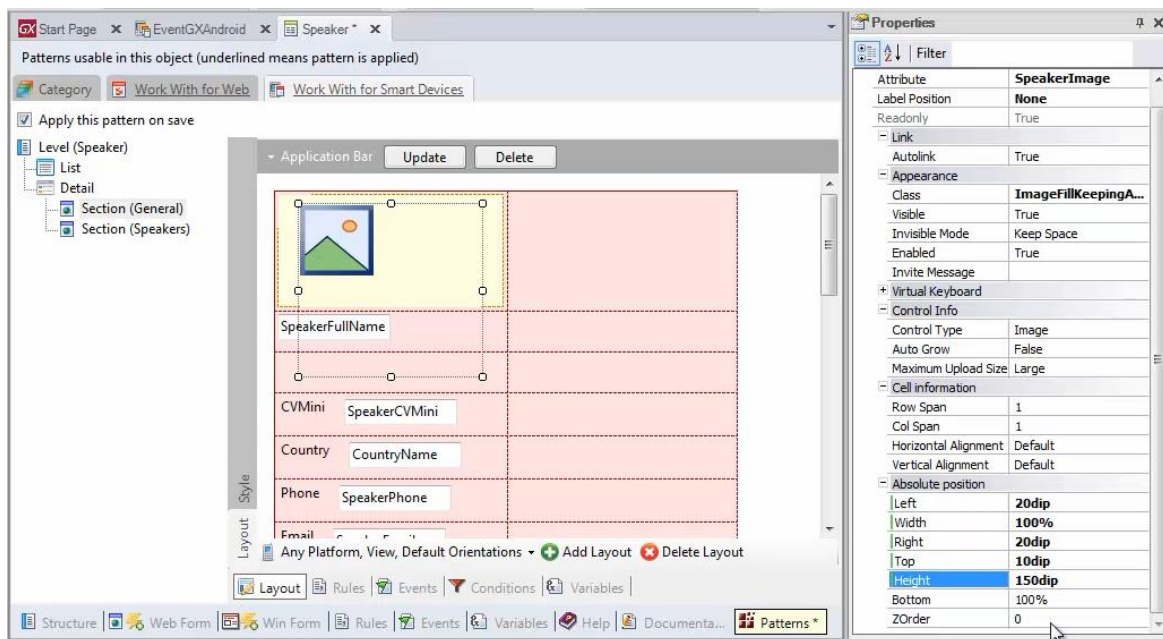 GX Start Page EventGXAndroid Speaker *
Patterns usable in this object (underlined means pattern is applied)
Category Work With for Web Work With for Smart Devices
Apply this pattern on save
Level (Speaker)
List
Detail
Section (General)
Section (Speakers)
Application Bar Update Delete
SpeakerFullName
CVMini SpeakerCVMini
Country CountryName
Phone SpeakerPhone
Email
Style
Layout
Any Platform, View, Default Orientations Add Layout Delete Layout
Layout Rules Events Conditions Variables
Structure Web Form Win Form Rules Events Variables Help Documenta... Patterns *
Properties
Filter
Attribute SpeakerImage
Label Position None
Readonly True
Link
Autolink True
Appearance
Class ImageFillKeepingA...
Visible True
Invisible Mode Keep Space
Enabled True
Invite Message
Virtual Keyboard
Control Info
Control Type Image
Auto Grow False
Maximum Upload Size Large
Cell information
Row Span 1
Col Span 1
Horizontal Alignment Default
Vertical Alignment Default
Absolute position
Left 20dip
Width 100%
Right 20dip
Top 10dip
Height 150dip
Bottom 100%
ZOrder 0